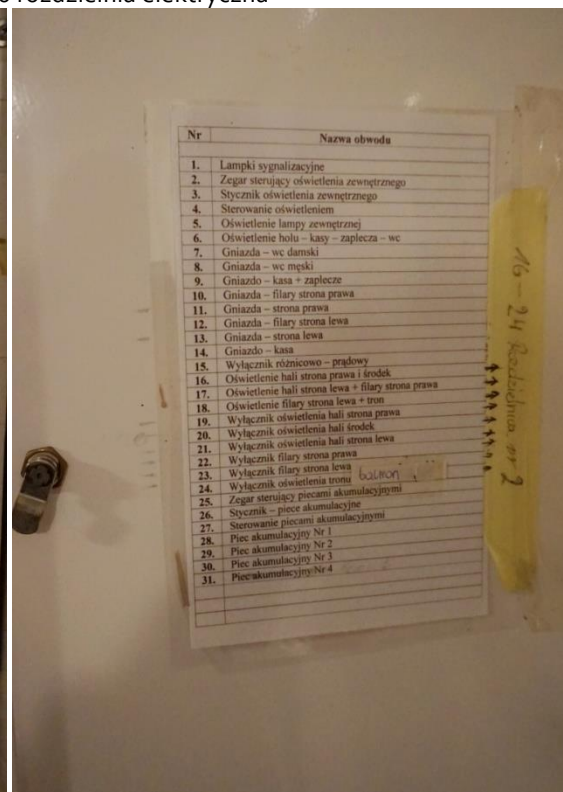 rozdzielnia elektryczna
Nr Nazwa obwodu
1. Lampki sygnalizacyjne
2. Zegar sterujący oświetlenia zewnętrznego
3. Stycznik oświetlenia zewnętrznego
4. Sterowanie oświetleniem
5. Oświetlenie lampy zewnętrznej
6. Oświetlenie holu – kasy – zaplecza – wc
7. Gniazda – wc damski
8. Gniazda – wc męski
9. Gniazdo – kasa + zaplecze
10. Gniazda – filary strona prawa
11. Gniazda – strona prawa
12. Gniazda – filary strona lewa
13. Gniazda – strona lewa
14. Gniazdo – kasa
15. Wyłącznik różnicowo – prądowy
16. Oświetlenie hali strona prawa i środek
17. Oświetlenie hali strona lewa + filary strona prawa
18. Oświetlenie filary strona lewa + tron
19. Wyłącznik oświetlenia hali strona prawa
20. Wyłącznik oświetlenia hali środek
21. Wyłącznik oświetlenia hali strona lewa
22. Wyłącznik filary strona prawa
23. Wyłącznik filary strona lewa
24. Wyłącznik oświetlenia tronu balkon
25. Zegar sterujący piecami akumulacyjnymi
26. Stycznik – piece akumulacyjne
27. Sterowanie piecami akumulacyjnymi
28. Piec akumulacyjny Nr 1
29. Piec akumulacyjny Nr 2
30. Piec akumulacyjny Nr 3
31. Piec akumulacyjny Nr 4
16 – 24 Rozdzielnica nr 2